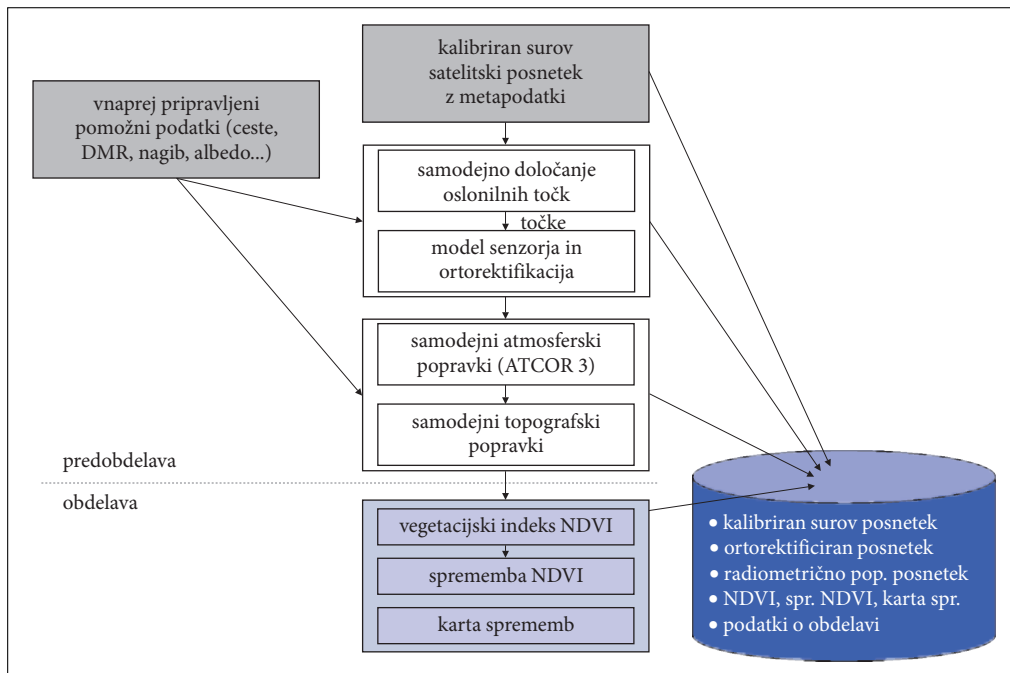 kalibriran surov
satelitski posnetek
z metapodatki
vnaprej pripravljeni
pomožni podatki (ceste,
DMR, nagib, albedo...)
samodejno določanje
oslonilnih točk
točke
model senzorja in
ortorektifikacija
samodejni atmosferski
popravki (ATCOR 3)
samodejni topografski
popravki
predobdelava
obdelava
vegetacijski indeks NDVI
sprememba NDVI
karta sprememb
• kalibriran surov posnetek
• ortorektificiran posnetek
• radiometrično pop. posnetek
• NDVI, spr. NDVI, karta spr.
• podatki o obdelavi